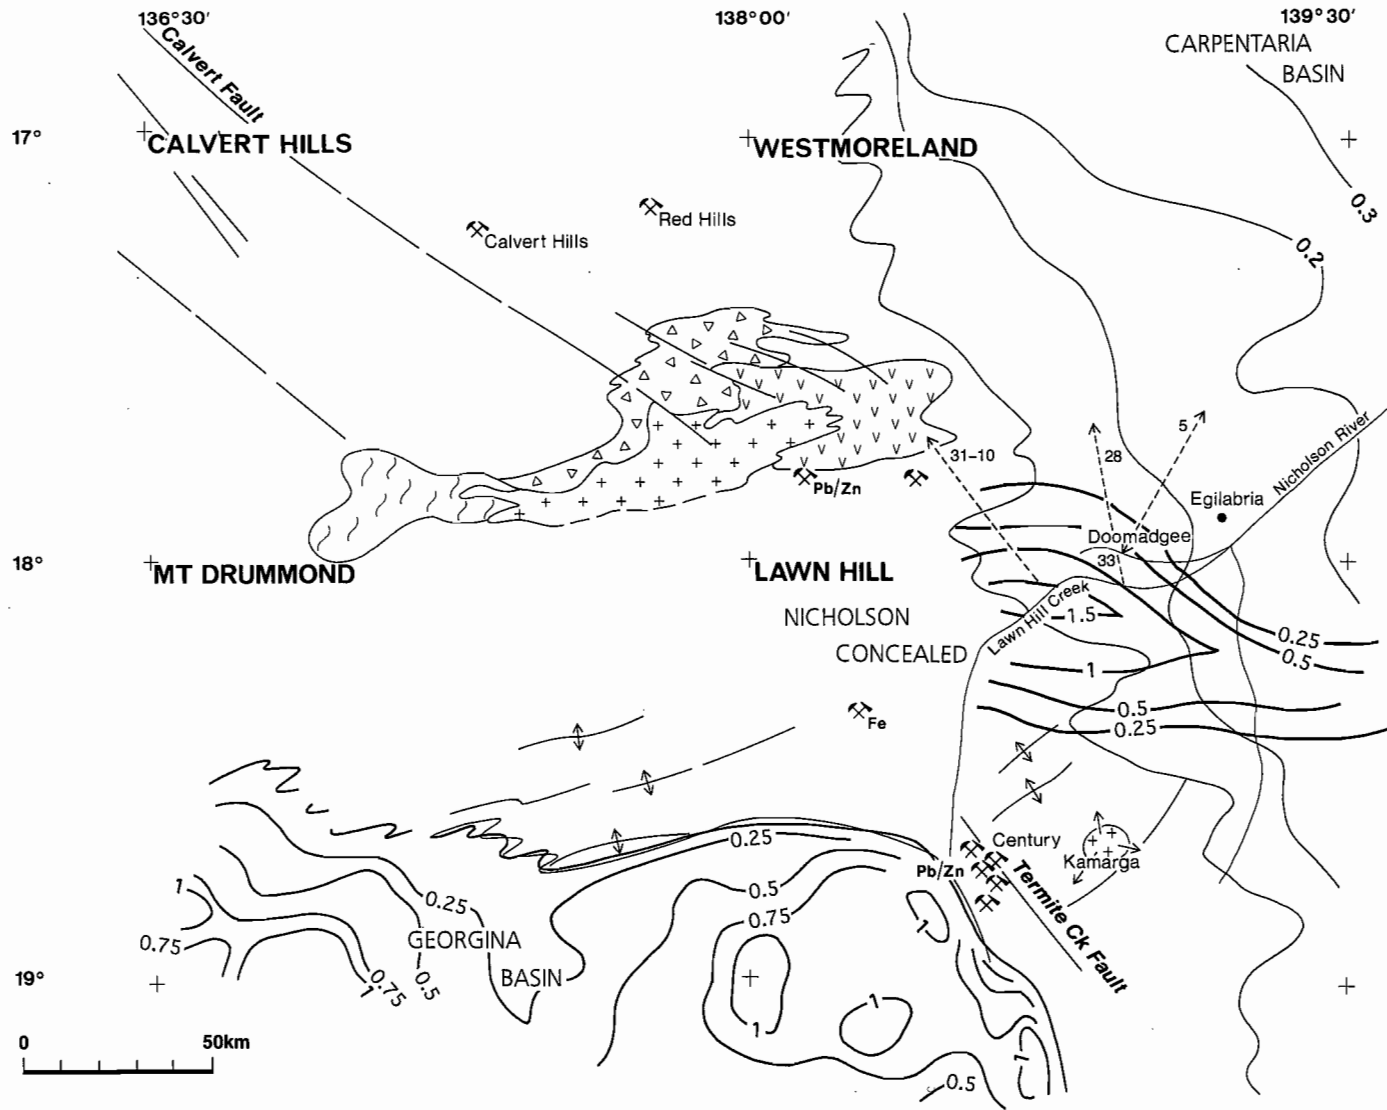 136°30′
138°00′
139°30′
CARPENTARIA
BASIN
Calvert Fault
17°
CALVERT HILLS
WESTMORELAND
0.3
Red Hills
Calvert Hills
0.2
31–10
28
5
Nicholson River
Pb/Zn
Egilabria
Doomadgee
33
18°
MT DRUMMOND
LAWN HILL
NICHOLSON
CONCEALED
Lawn Hill Creek
1.5
0.25
0.5
1
0.5
0.25
Fe
0.25
Century
Kamarga
Pb/Zn
Termite Ck Fault
1
0.25
0.5
0.75
1
0.75
GEORGINA
BASIN
0.75
1
0.5
19°
1
1
1
0.5
0
50km